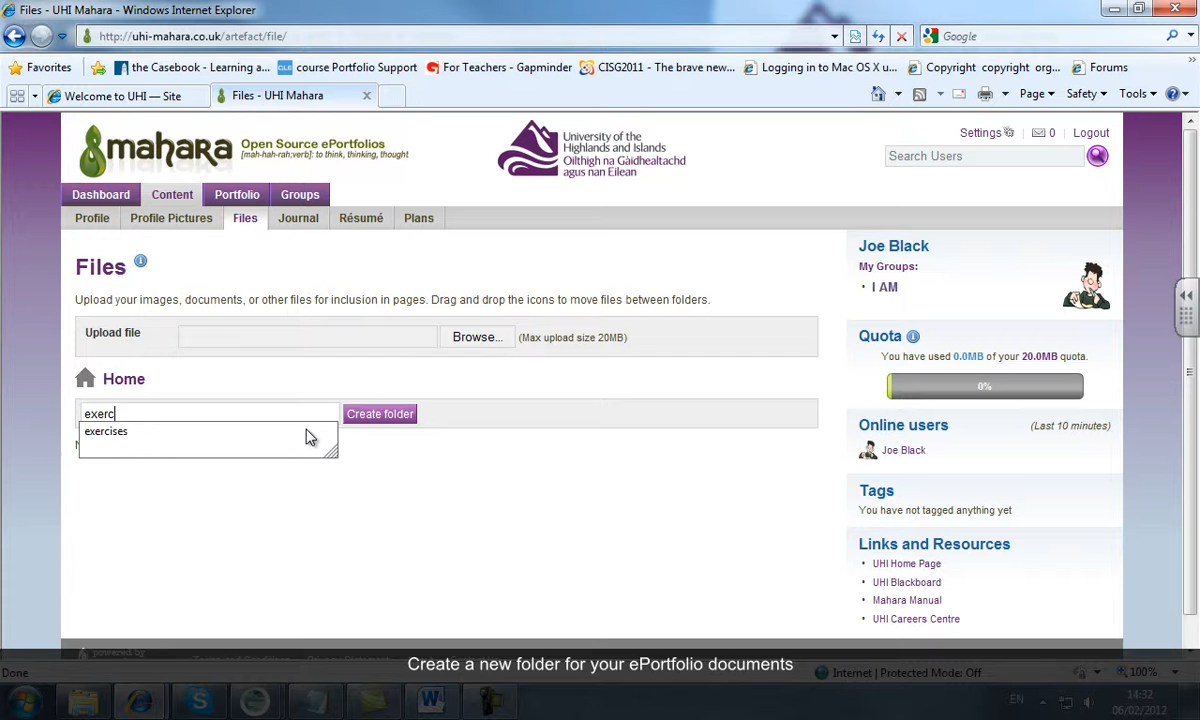 Files - UHI Mahara - Windows Internet Explorer
http://uhi-mahara.co.uk/artefact/file/
Google
Favorites
the Casebook - Learning a...
CLE course Portfolio Support
For Teachers - Gapminder
CISG2011 - The brave new...
Logging in to Mac OS X u...
Copyright copyright org...
Forums
Welcome to UHI — Site
Files - UHI Mahara
Page
Safety
Tools
mahara
Open Source ePortfolios
[mah-hah-ra; verb]: to think, thinking, thought
University of the
Highlands and Islands
Oilthigh na Gàidhealtachd
agus nan Eilean
Settings
0
Logout
Search Users
Dashboard
Content
Portfolio
Groups
Profile
Profile Pictures
Files
Journal
Résumé
Plans
Files
Upload your images, documents, or other files for inclusion in pages. Drag and drop the icons to move files between folders.
Upload file
Browse...
(Max upload size 20MB)
Home
exerc
Create folder
exercises
Joe Black
My Groups:
I AM
Quota
You have used 0.0MB of your 20.0MB quota.
0%
Online users
(Last 10 minutes)
Joe Black
Tags
You have not tagged anything yet
Links and Resources
UHI Home Page
UHI Blackboard
Mahara Manual
UHI Careers Centre
powered by
Create a new folder for your ePortfolio documents
Done
Internet | Protected Mode: Off
100%
EN
14:32
06/02/2012